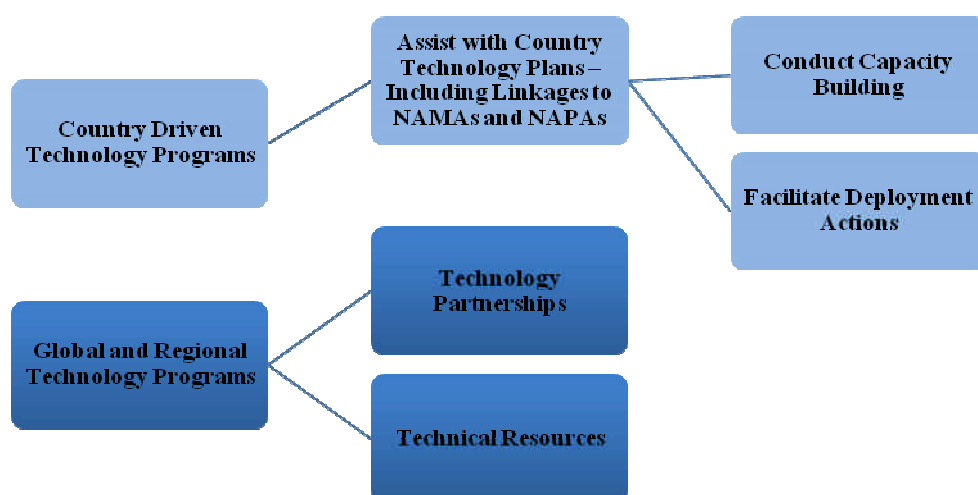 Country Driven
Technology Programs
Assist with Country
Technology Plans –
Including Linkages to
NAMAs and NAPAs
Conduct Capacity
Building
Facilitate Deployment
Actions
Global and Regional
Technology Programs
Technology
Partnerships
Technical Resources